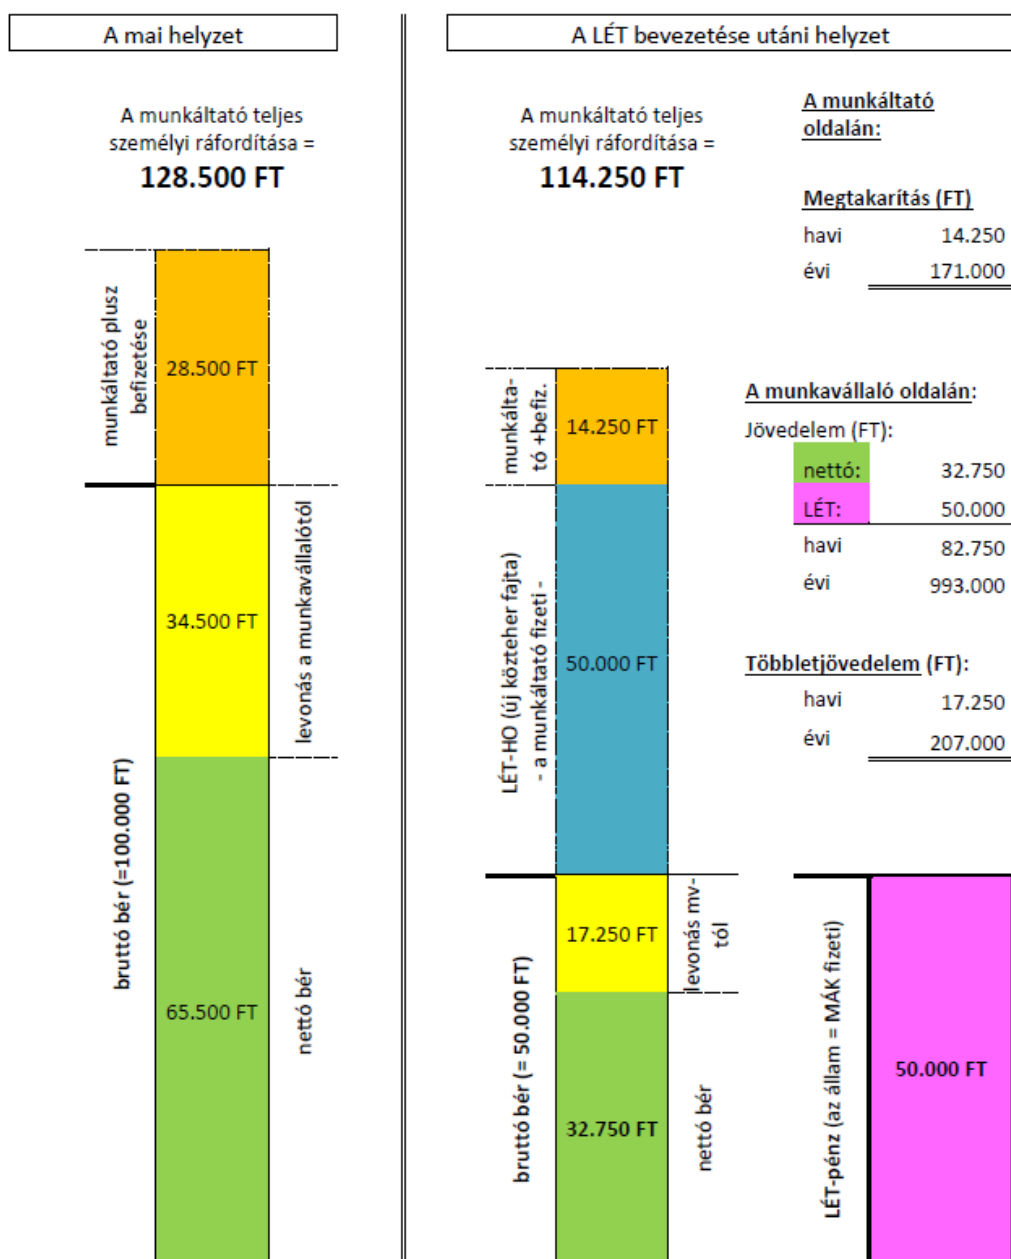 A mai helyzet
A munkáltató teljes
személyi ráfordítása =
128.500 FT
munkáltató plusz
befizetése
28.500 FT
34.500 FT
levonás a munkavállalótól
bruttó bér (=100.000 FT)
65.500 FT
nettó bér
A LÉT bevezetése utáni helyzet
A munkáltató teljes
személyi ráfordítása =
114.250 FT
munkálta-
tó +befiz.
14.250 FT
LÉT-HO (új közteher fajta)
- a munkáltató fizeti -
50.000 FT
17.250 FT
levonás mv-
tól
bruttó bér (= 50.000 FT)
32.750 FT
nettó bér
A munkáltató
oldalán:
Megtakarítás (FT)
havi 14.250
évi 171.000
A munkavállaló oldalán:
Jövedelem (FT):
nettó: 32.750
LÉT: 50.000
havi 82.750
évi 993.000
Többletjövedelem (FT):
havi 17.250
évi 207.000
LÉT-pénz (az állam = MÁK fizeti)
50.000 FT